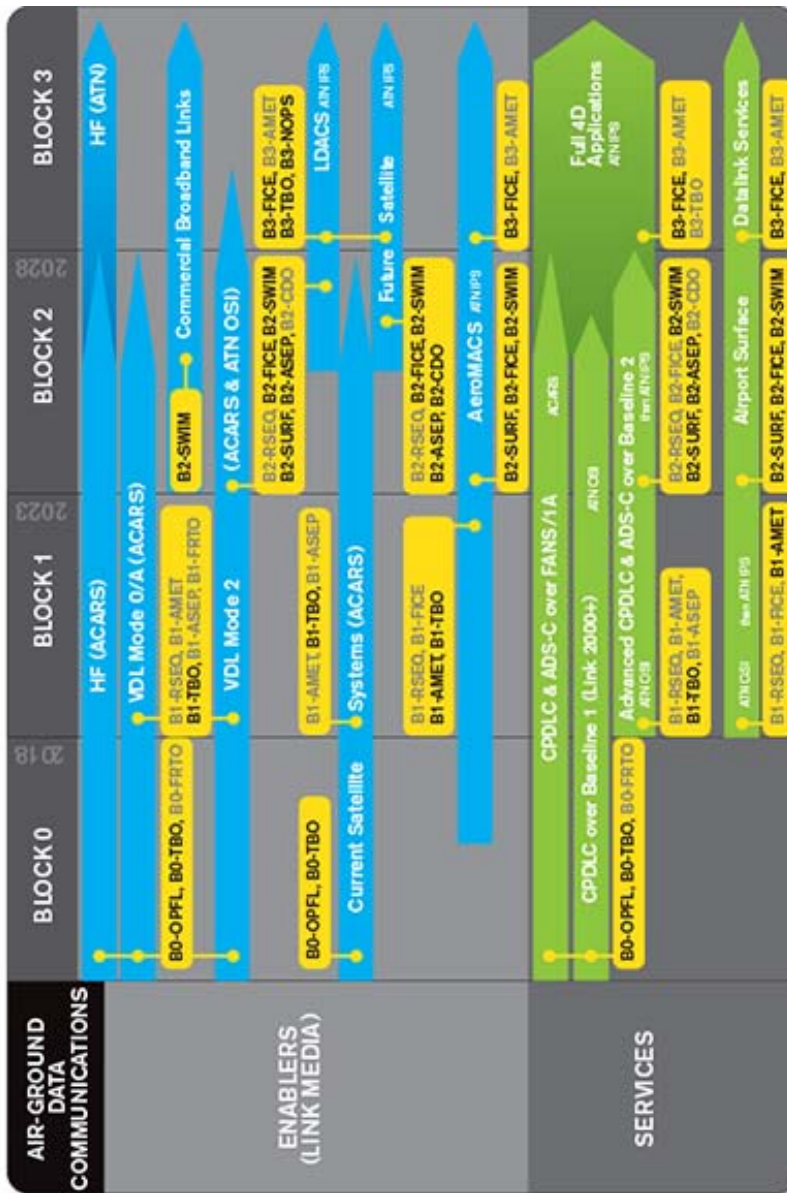 AIR-GROUND
DATA
COMMUNICATIONS
BLOCK 0
2018
BLOCK 1
2023
BLOCK 2
2028
BLOCK 3
ENABLERS
(LINK MEDIA)
HF (ACARS)
HF (ATN)
VDL Mode 0/A (ACARS)
Commercial Broadband Links
B0-OPFL, B0-TBO, B0-FRTO
B1-RSEQ, B1-AMET
B1-TBO, B1-ASEP, B1-FRTO
B2-SWIM
VDL Mode 2
(ACARS & ATN OSI)
B2-RSEQ, B2-FICE, B2-SWIM
B2-SURF, B2-ASEP, B2-CDO
B3-FICE, B3-AMET
B3-TBO, B3-NOPS
LDACS ATN IPS
B0-OPFL, B0-TBO
B1-AMET, B1-TBO, B1-ASEP
Current Satellite
Systems (ACARS)
Future
Satellite
ATN IPS
B1-RSEQ, B1-FICE
B1-AMET, B1-TBO
B2-RSEQ, B2-FICE, B2-SWIM
B2-ASEP, B2-CDO
AeroMACS ATN IPS
B2-SURF, B2-FICE, B2-SWIM
B3-FICE, B3-AMET
SERVICES
CPDLC & ADS-C over FANS/1A
ACARS
CPDLC over Baseline 1 (Link 2000+)
ATN OSI
Full 4D
Applications
ATN IPS
Advanced CPDLC & ADS-C over Baseline 2
ATN OSI
then ATN IPS
B0-OPFL, B0-TBO, B0-FRTO
B1-RSEQ, B1-AMET,
B1-TBO, B1-ASEP
B2-RSEQ, B2-FICE, B2-SWIM
B2-SURF, B2-ASEP, B2-CDO
B3-FICE, B3-AMET
B3-TBO
ATN OSI
then ATN IPS
Airport Surface
Datalink Services
B1-RSEQ, B1-FICE, B1-AMET
B2-SURF, B2-FICE, B2-SWIM
B3-FICE, B3-AMET